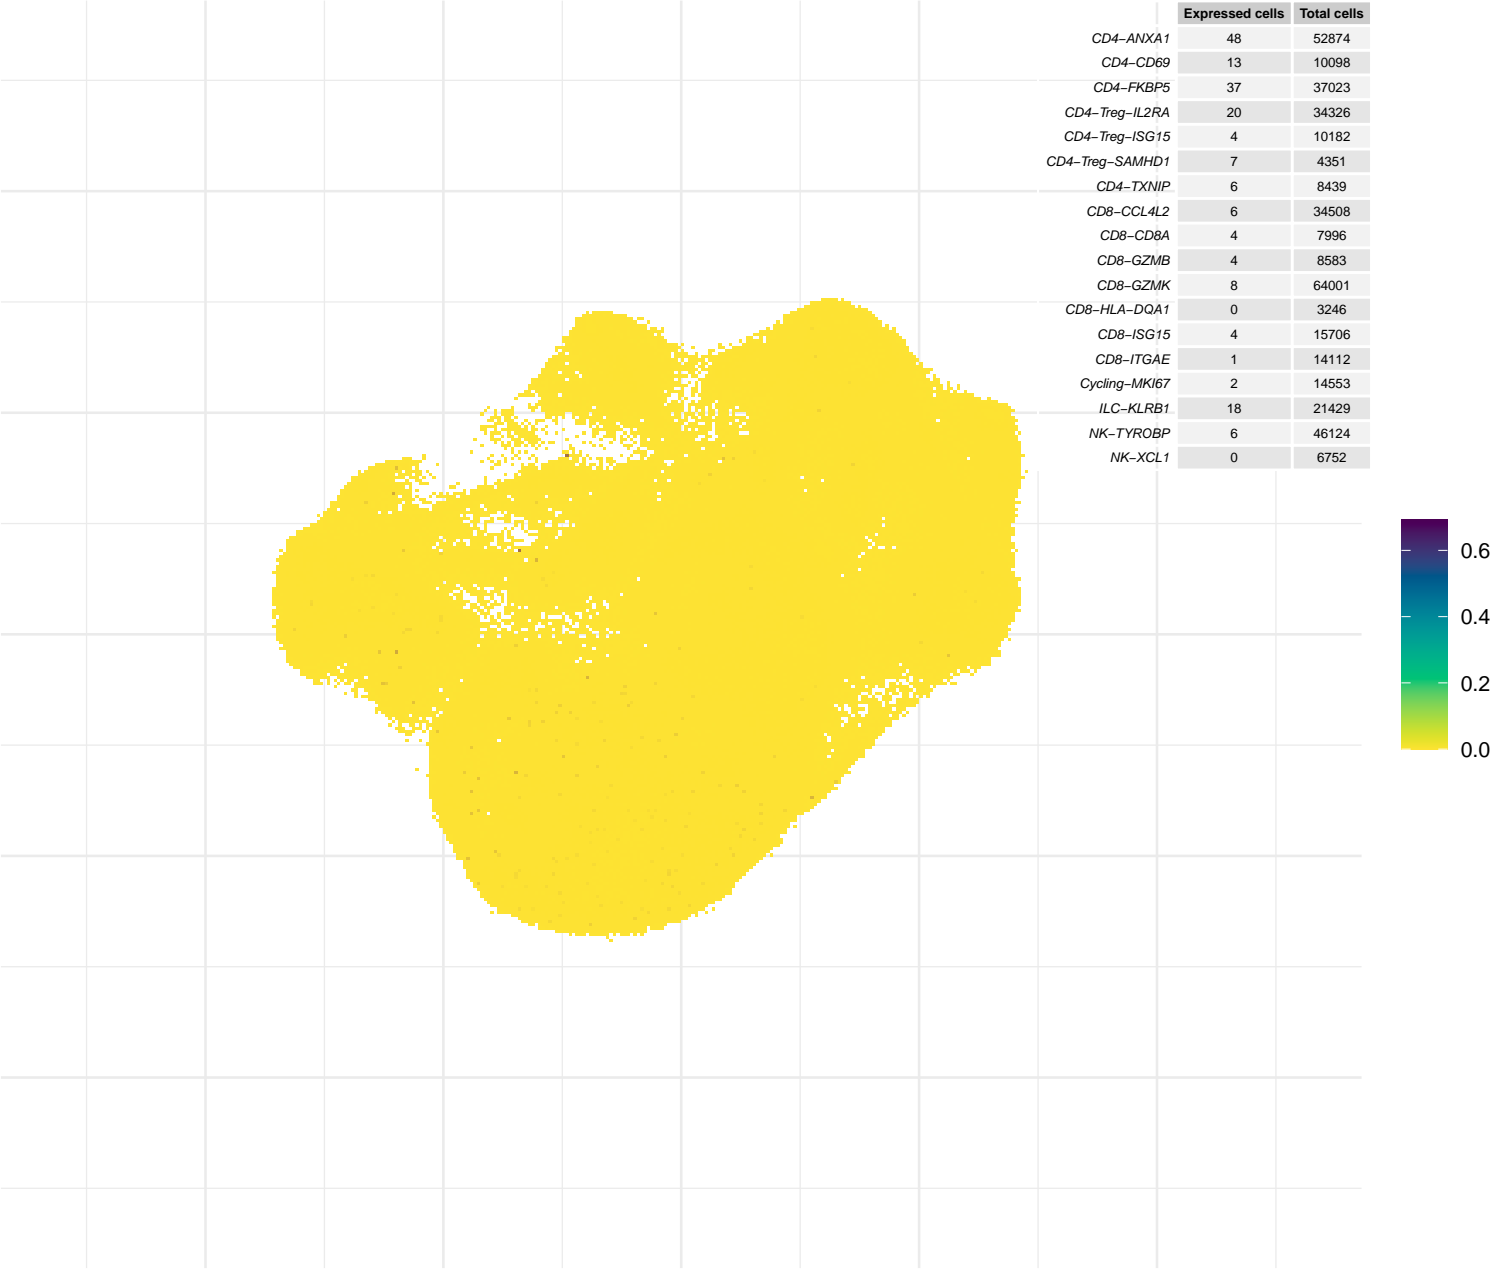 Expressed cells Total cells
CD4−ANXA1 48 52874
CD4−CD69 13 10098
CD4−FKBP5 37 37023
CD4−Treg−IL2RA 20 34326
CD4−Treg−ISG15 4 10182
CD4−Treg−SAMHD1 7 4351
CD4−TXNIP 6 8439
CD8−CCL4L2 6 34508
CD8−CD8A 4 7996
CD8−GZMB 4 8583
CD8−GZMK 8 64001
CD8−HLA−DQA1 0 3246
CD8−ISG15 4 15706
CD8−ITGAE 1 14112
Cycling−MKI67 2 14553
ILC−KLRB1 18 21429
NK−TYROBP 6 46124
NK−XCL1 0 6752
0.6
0.4
0.2
0.0